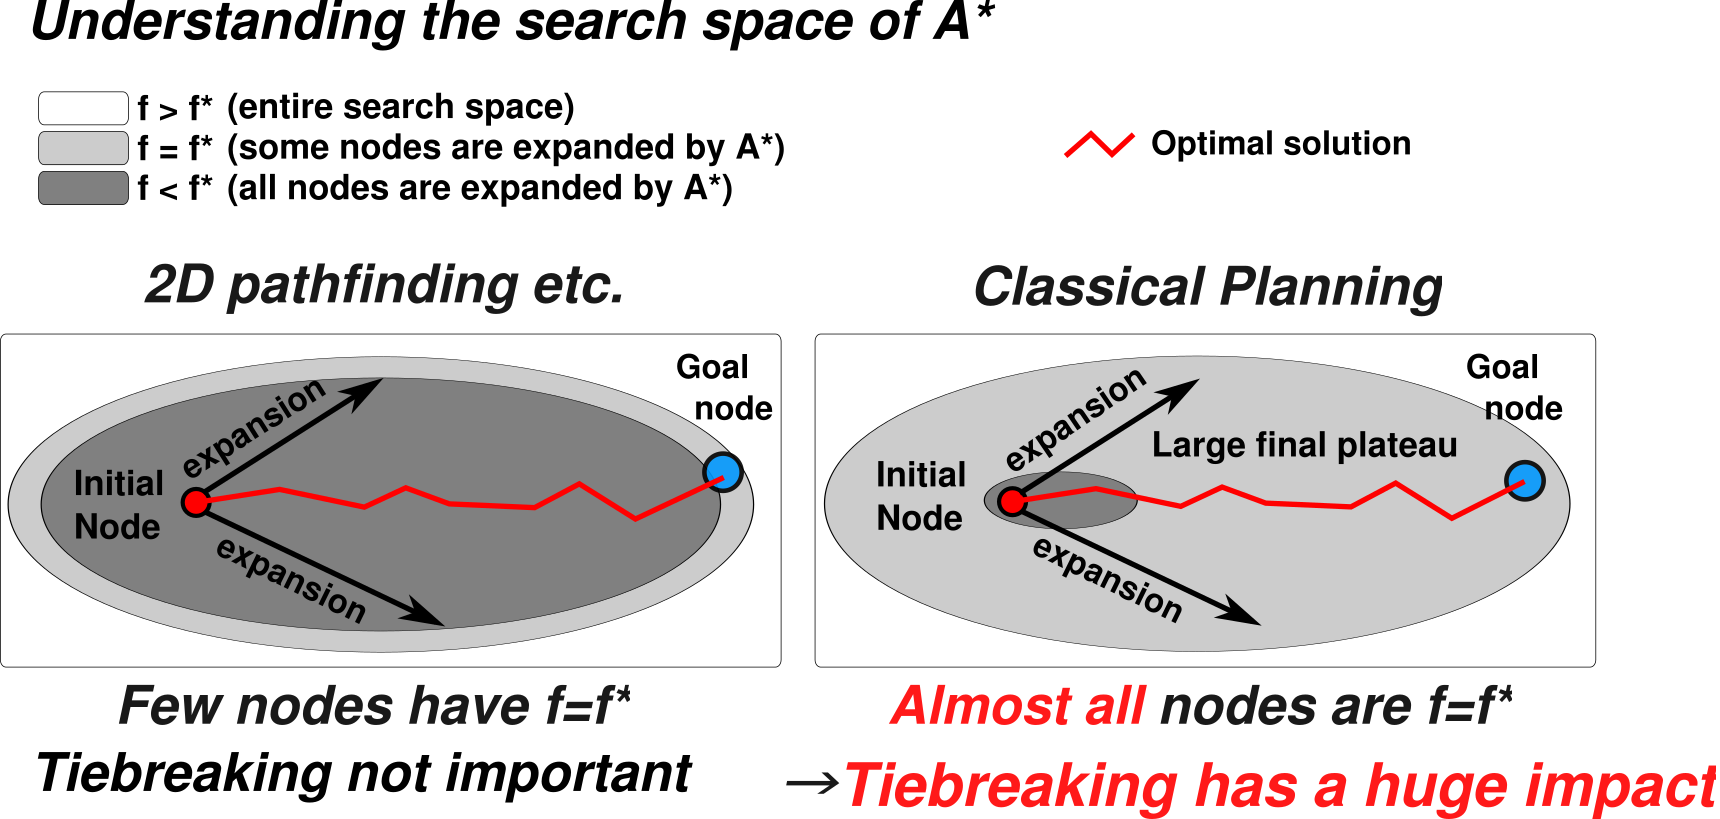 Understanding the search space of A*
f > f* (entire search space)
f = f* (some nodes are expanded by A*)
f < f* (all nodes are expanded by A*)
Optimal solution
2D pathfinding etc.
Goal
node
expansion
Initial
Node
expansion
Few nodes have f=f*
Tiebreaking not important
Classical Planning
Goal
node
expansion
Large final plateau
Initial
Node
expansion
Almost all nodes are f=f*
→Tiebreaking has a huge impact